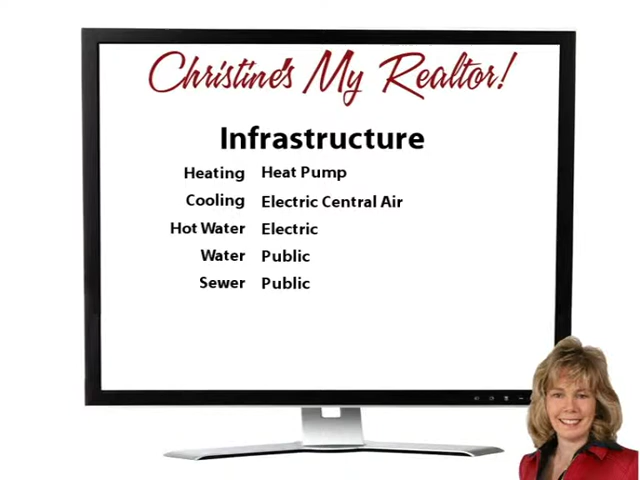 Christine's My Realtor!
Infrastructure
Heating Heat Pump
Cooling Electric Central Air
Hot Water Electric
Water Public
Sewer Public